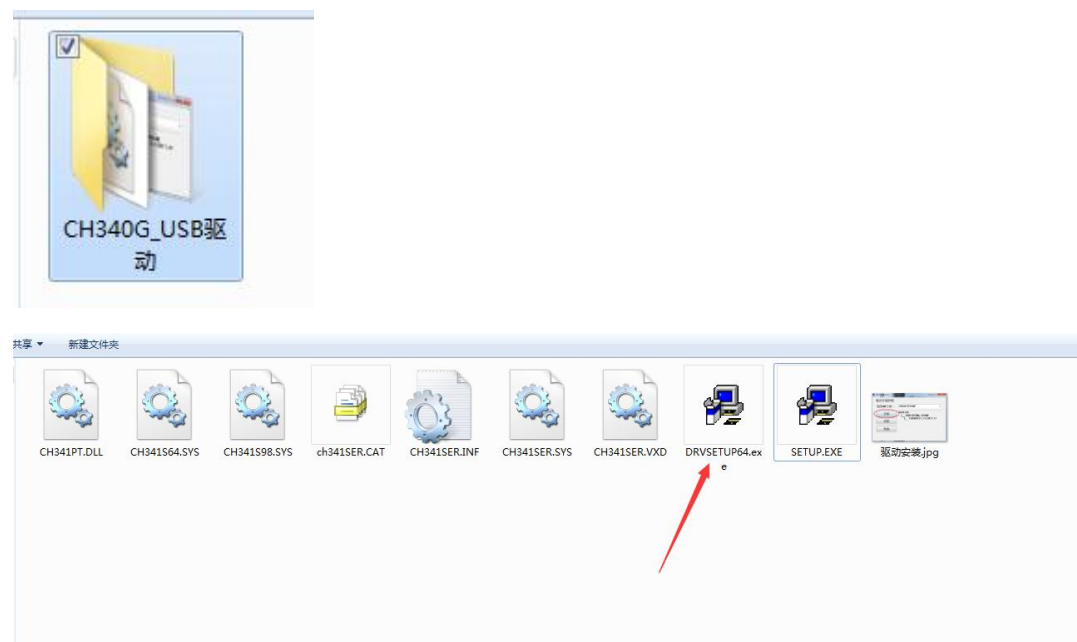 CH340G_USB驱
动
共享 新建文件夹
CH341PT.DLL CH341S64.SYS CH341S98.SYS ch341SER.CAT CH341SER.INF CH341SER.SYS CH341SER.VXD DRVSETUP64.ex SETUP.EXE 驱动安装.jpg
e